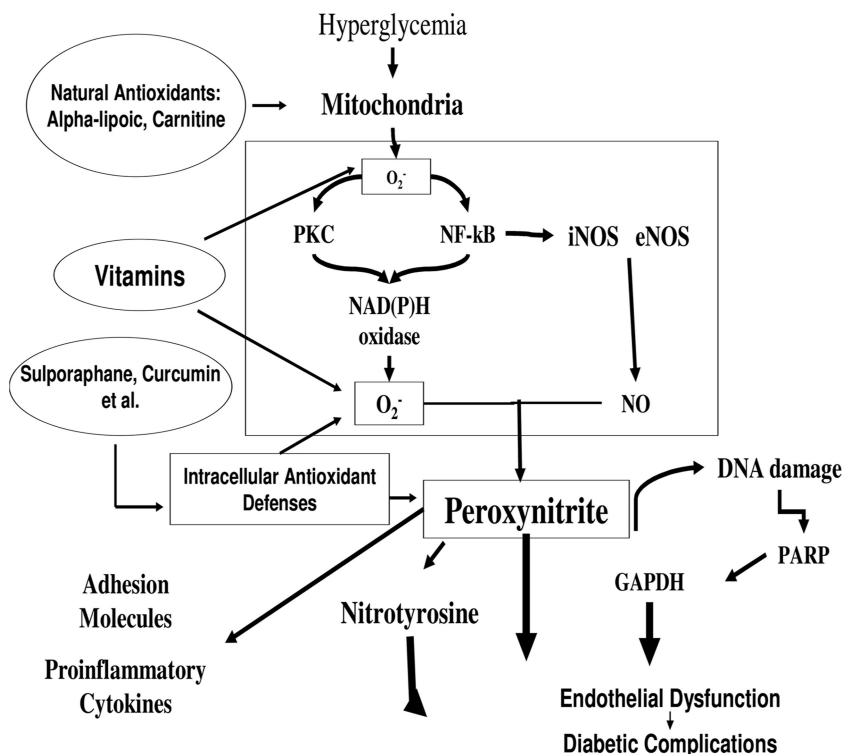 Hyperglycemia
Natural Antioxidants:
Alpha-lipoic, Carnitine
Mitochondria
O2-
PKC
NF-kB
iNOS eNOS
Vitamins
NAD(P)H
oxidase
Sulporaphane, Curcumin
et al.
O2-
NO
Intracellular Antioxidant
Defenses
Peroxynitrite
DNA damage
PARP
GAPDH
Adhesion
Molecules
Nitrotyrosine
Proinflammatory
Cytokines
Endothelial Dysfunction
Diabetic Complications